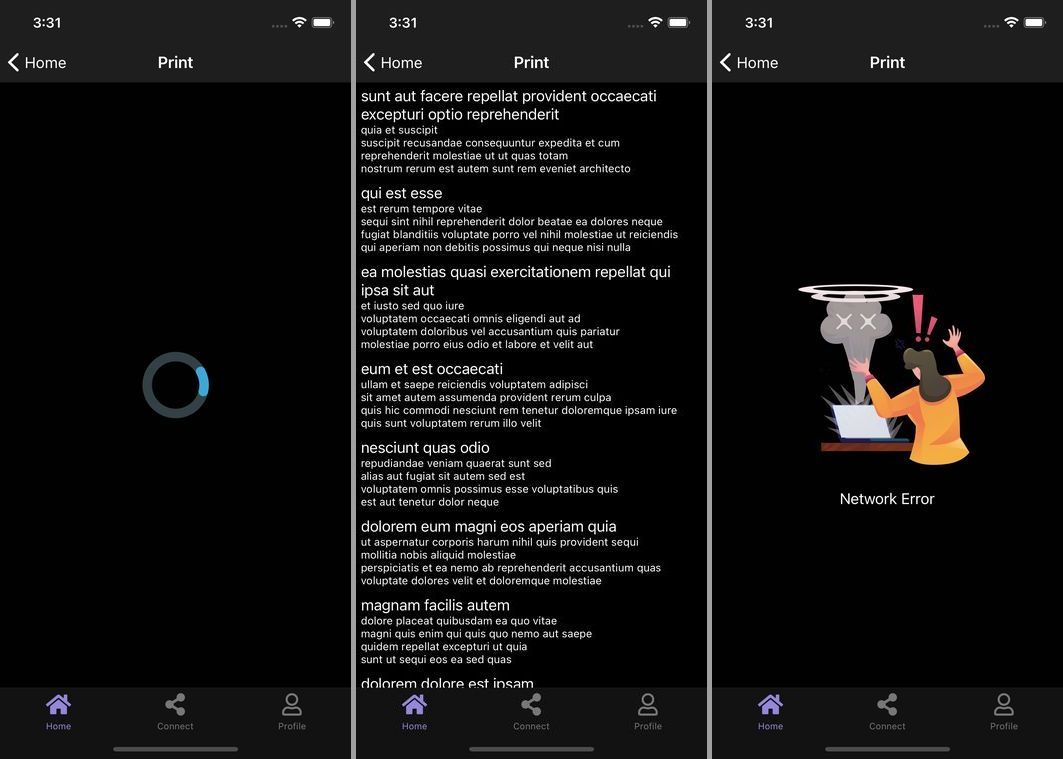 3:31
Home
Print
Home
Connect
Profile
3:31
Home
Print
sunt aut facere repellat provident occaecati
excepturi optio reprehenderit
quia et suscipit
suscipit recusandae consequuntur expedita et cum
reprehenderit molestiae ut ut quas totam
nostrum rerum est autem sunt rem eveniet architecto
qui est esse
est rerum tempore vitae
sequi sint nihil reprehenderit dolor beatae ea dolores neque
fugiat blanditiis voluptate porro vel nihil molestiae ut reiciendis
qui aperiam non debitis possimus qui neque nisi nulla
ea molestias quasi exercitationem repellat qui
ipsa sit aut
et iusto sed quo iure
voluptatem occaecati omnis eligendi aut ad
voluptatem doloribus vel accusantium quis pariatur
molestiae porro eius odio et labore et velit aut
eum et est occaecati
ullam et saepe reiciendis voluptatem adipisci
sit amet autem assumenda provident rerum culpa
quis hic commodi nesciunt rem tenetur doloremque ipsam iure
quis sunt voluptatem rerum illo velit
nesciunt quas odio
repudiandae veniam quaerat sunt sed
alias aut fugiat sit autem sed est
voluptatem omnis possimus esse voluptatibus quis
est aut tenetur dolor neque
dolorem eum magni eos aperiam quia
ut aspernatur corporis harum nihil quis provident sequi
mollitia nobis aliquid molestiae
perspiciatis et ea nemo ab reprehenderit accusantium quas
voluptate dolores velit et doloremque molestiae
magnam facilis autem
dolore placeat quibusdam ea quo vitae
magni quis enim qui quis quo nemo aut saepe
quidem repellat excepturi ut quia
sunt ut sequi eos ea sed quas
dolorem dolore est ipsam
Home
Connect
Profile
3:31
Home
Print
Network Error
Home
Connect
Profile